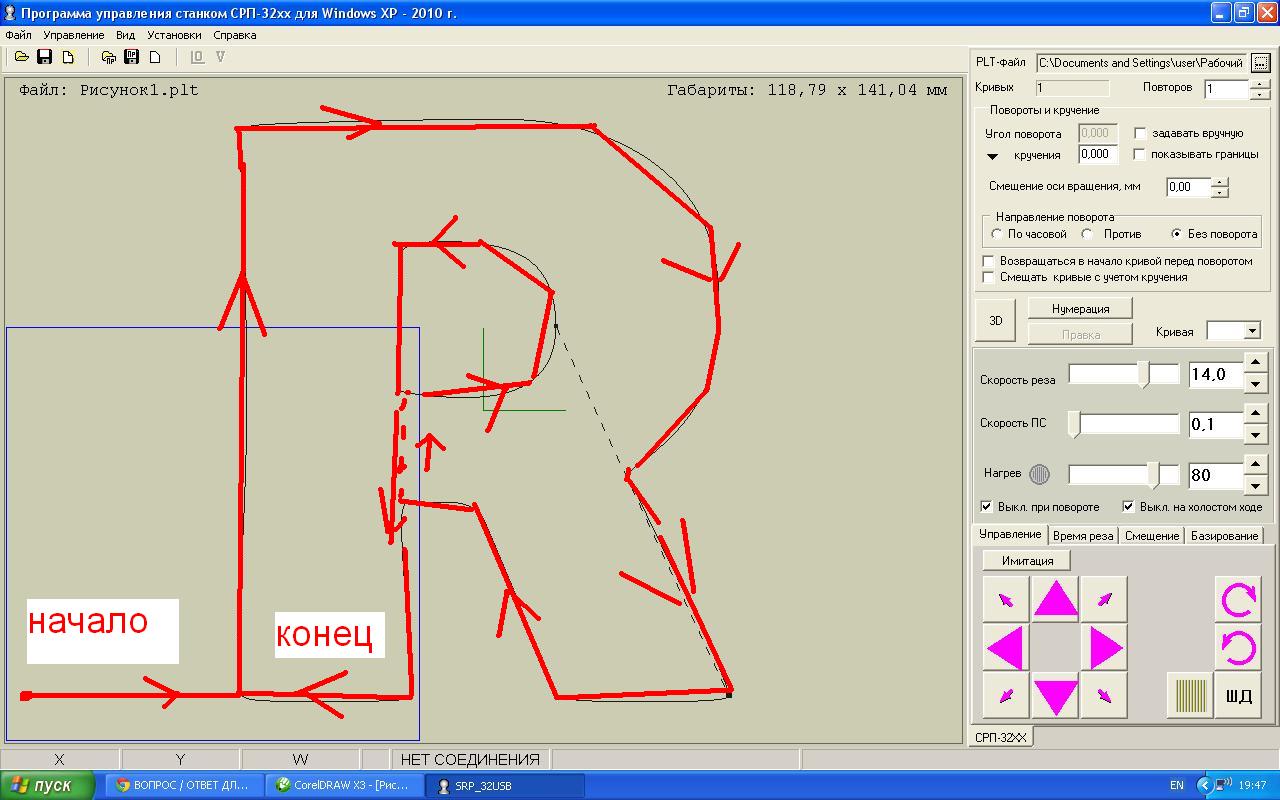 Программа управления станком СРП-32xx для Windows XP - 2010 г.
Файл Управление Вид Установки Справка
Файл: Рисунок1.plt
Габариты: 118,79 x 141,04 мм
начало
конец
PLT-файл C:\Documents and Settings\user\Рабочий ...
Кривых 1 Повторов 1
Повороты и кручение
Угол поворота 0,000 задавать вручную
кручения 0,000 показывать границы
Смещение оси вращения, мм 0,00
Направление поворота
По часовой Против Без поворота
Возвращаться в начало кривой перед поворотом
Смещать кривые с учетом кручения
3D Нумерация
Правка Кривая
Скорость реза 14,0
Скорость ПС 0,1
Нагрев 80
Выкл. при повороте Выкл. на холостом ходе
Управление Время реза Смещение Базирование
Имитация
ШД
СРП-32XX
X Y W НЕТ СОЕДИНЕНИЯ
пуск ВОПРОС / ОТВЕТ ДЛ... CorelDRAW X3 - [Рис... SRP_32USB EN 19:47